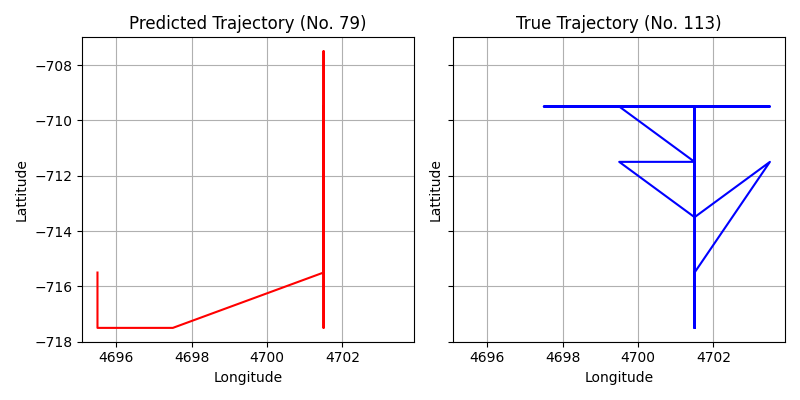 Predicted Trajectory (No. 79)
True Trajectory (No. 113)
Lattitude
−708
−710
−712
−714
−716
−718
4696 4698 4700 4702
Longitude
Lattitude
4696 4698 4700 4702
Longitude